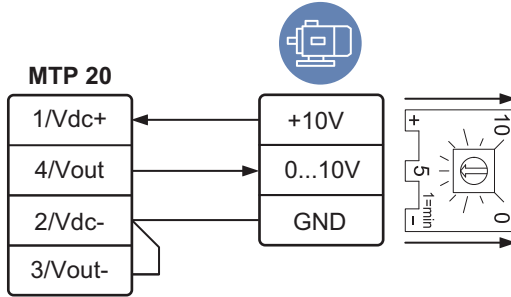 MTP 20
1/Vdc+
4/Vout
2/Vdc-
3/Vout-
+10V
0...10V
GND
+
5
-
1=min
10
0